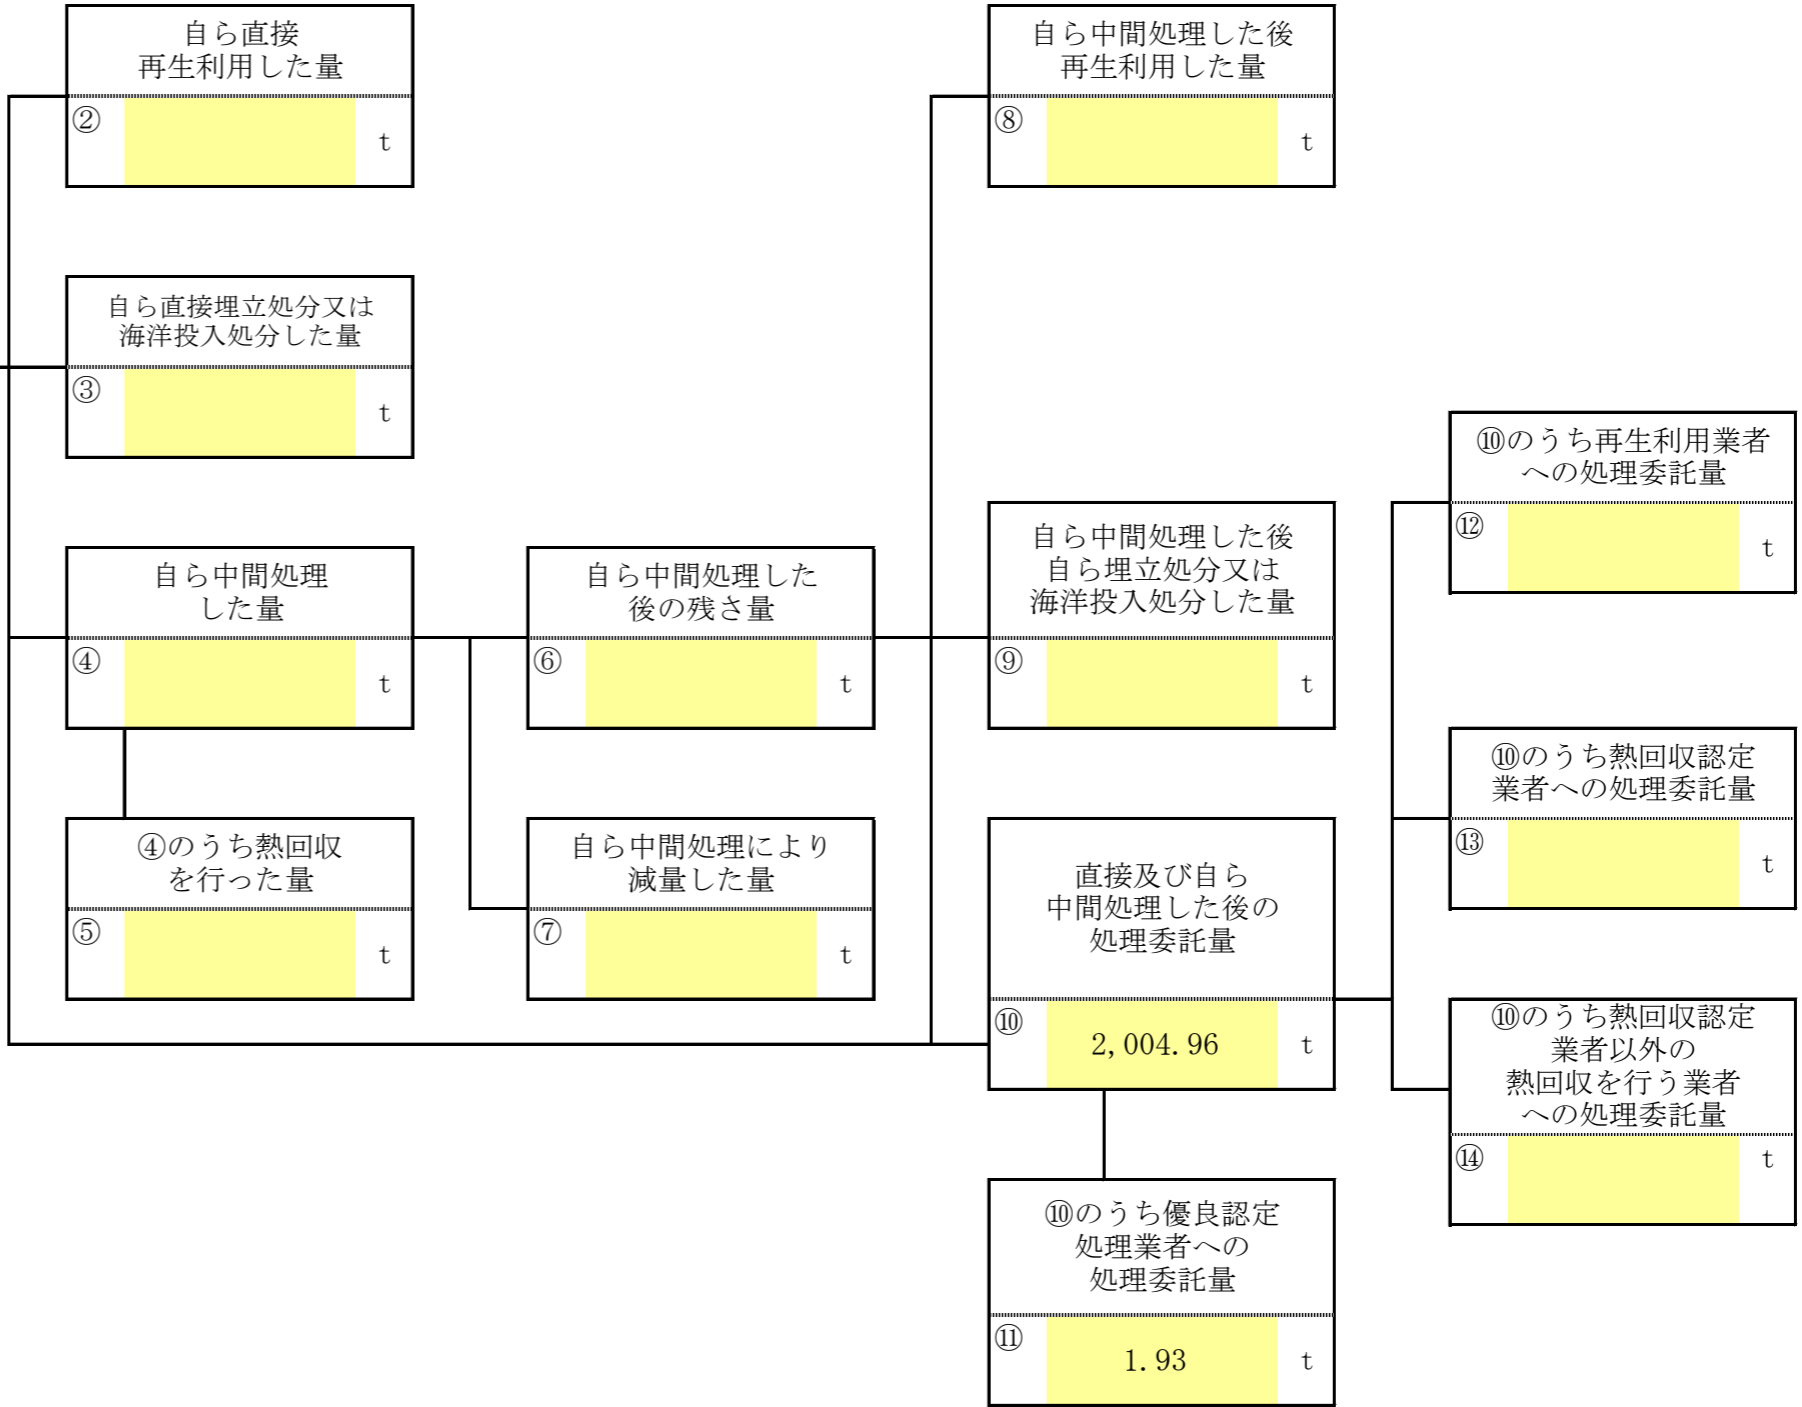 自ら直接
再生利用した量
②
t
自ら中間処理した後
再生利用した量
⑧
t
自ら直接埋立処分又は
海洋投入処分した量
③
t
⑩のうち再生利用業者
への処理委託量
⑫
t
自ら中間処理
した量
④
t
自ら中間処理した
後の残さ量
⑥
t
自ら中間処理した後
自ら埋立処分又は
海洋投入処分した量
⑨
t
⑩のうち熱回収認定
業者への処理委託量
⑬
t
④のうち熱回収
を行った量
⑤
t
自ら中間処理により
減量した量
⑦
t
直接及び自ら
中間処理した後の
処理委託量
⑩ 2,004.96 t
⑩のうち熱回収認定
業者以外の
熱回収を行う業者
への処理委託量
⑭
t
⑩のうち優良認定
処理業者への
処理委託量
⑪ 1.93 t